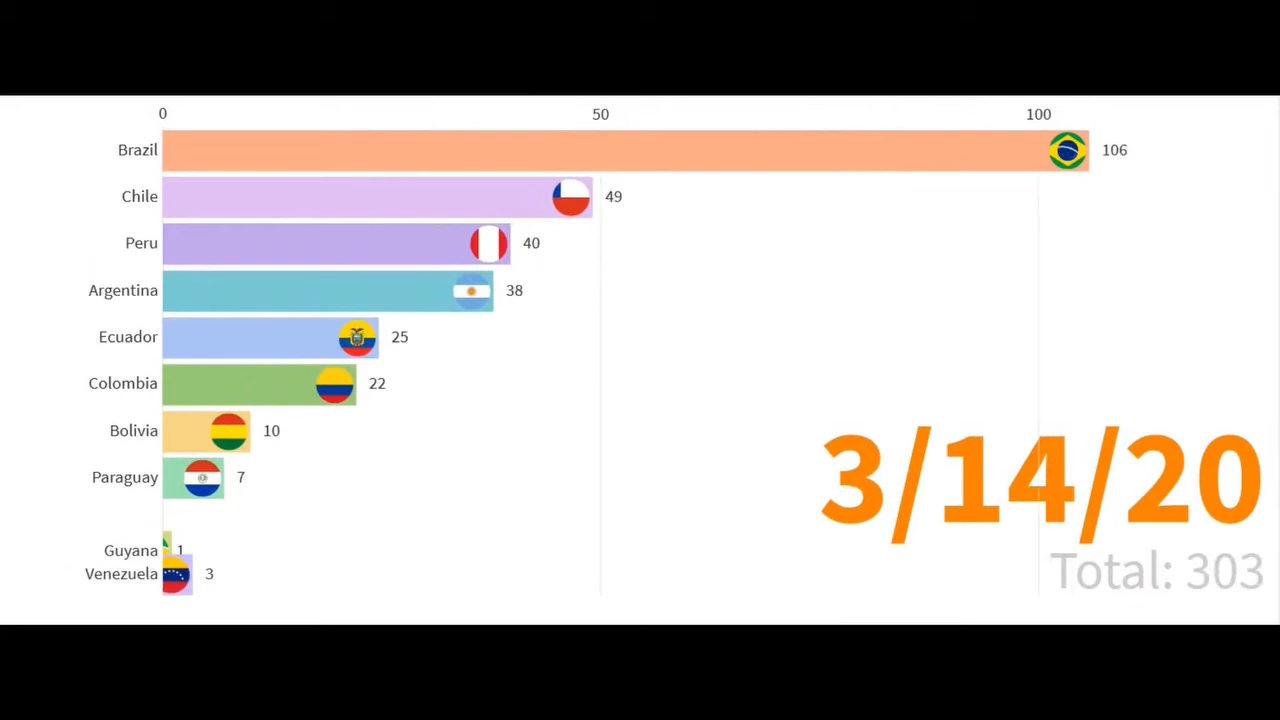 0 50 100
Brazil 106
Chile 49
Peru 40
Argentina 38
Ecuador 25
Colombia 22
Bolivia 10
Paraguay 7
Guyana 1
Venezuela 3
3/14/20
Total: 303